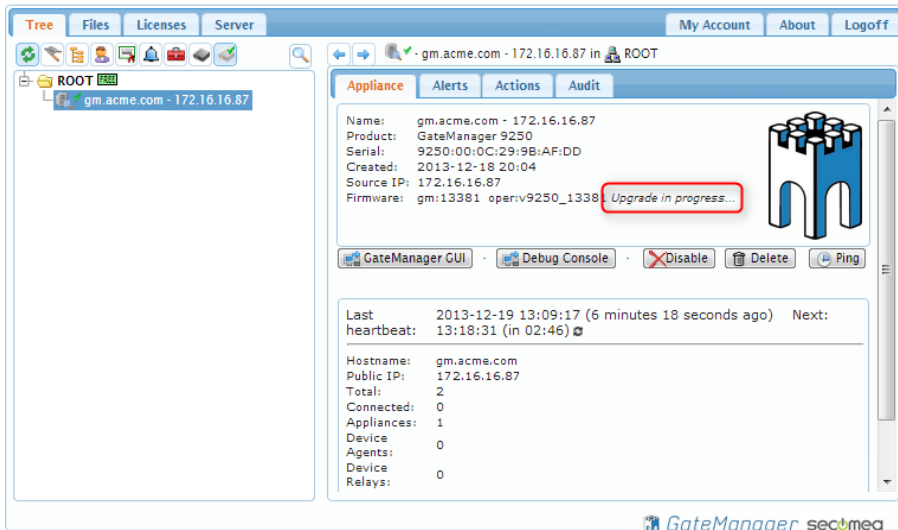 Tree Files Licenses Server My Account About Logoff
- gm.acme.com - 172.16.16.87 in ROOT
ROOT FREE
gm.acme.com - 172.16.16.87
Appliance Alerts Actions Audit
Name: gm.acme.com - 172.16.16.87
Product: GateManager 9250
Serial: 9250:00:0C:29:9B:AF:DD
Created: 2013-12-18 20:04
Source IP: 172.16.16.87
Firmware: gm:13381 oper:v9250_13381 Upgrade in progress...
GateManager GUI - Debug Console - Disable Delete Ping
Last heartbeat: 2013-12-19 13:09:17 (6 minutes 18 seconds ago) Next:
13:18:31 (in 02:46)
Hostname: gm.acme.com
Public IP: 172.16.16.87
Total: 2
Connected: 0
Appliances: 1
Device Agents: 0
Device Relays: 0
GateManager secomea